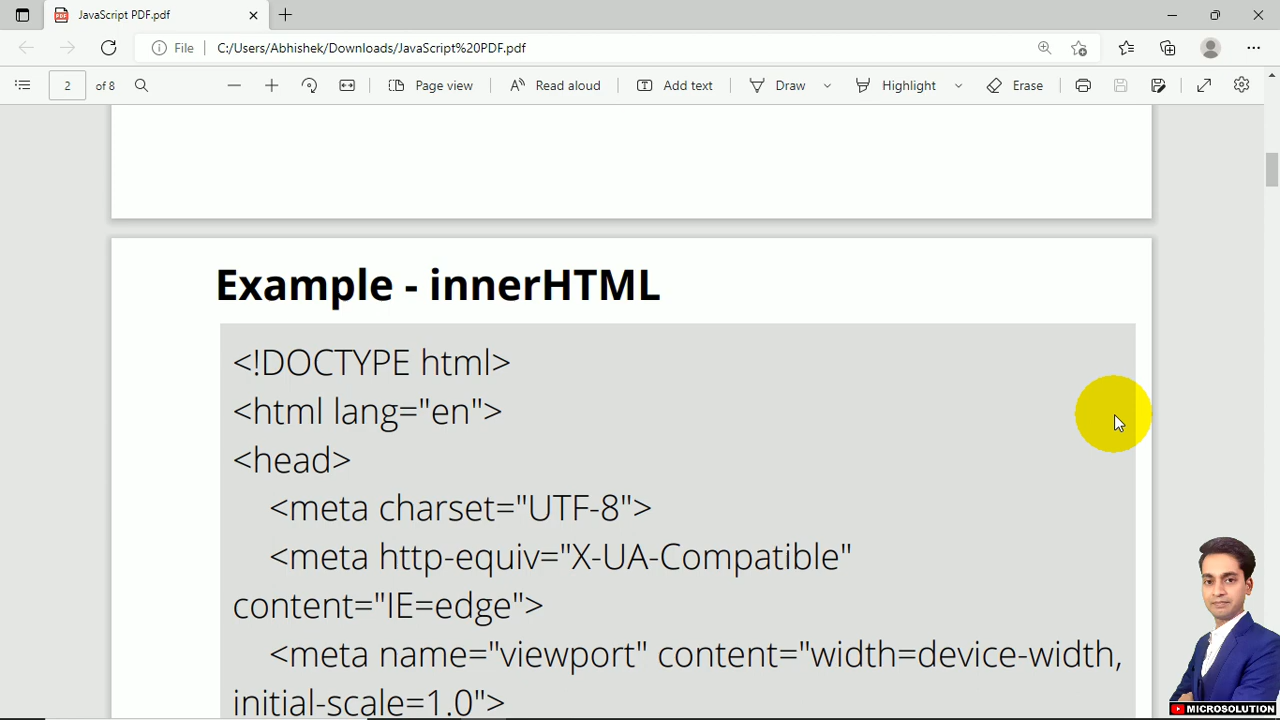 JavaScript PDF.pdf
File
C:/Users/Abhishek/Downloads/JavaScript%20PDF.pdf
2 of 8
Page view
Read aloud
Add text
Draw
Highlight
Erase
Example - innerHTML
<!DOCTYPE html>
<html lang="en">
<head>
<meta charset="UTF-8">
<meta http-equiv="X-UA-Compatible"
content="IE=edge">
<meta name="viewport" content="width=device-width,
initial-scale=1.0">
MICROSOLUTION